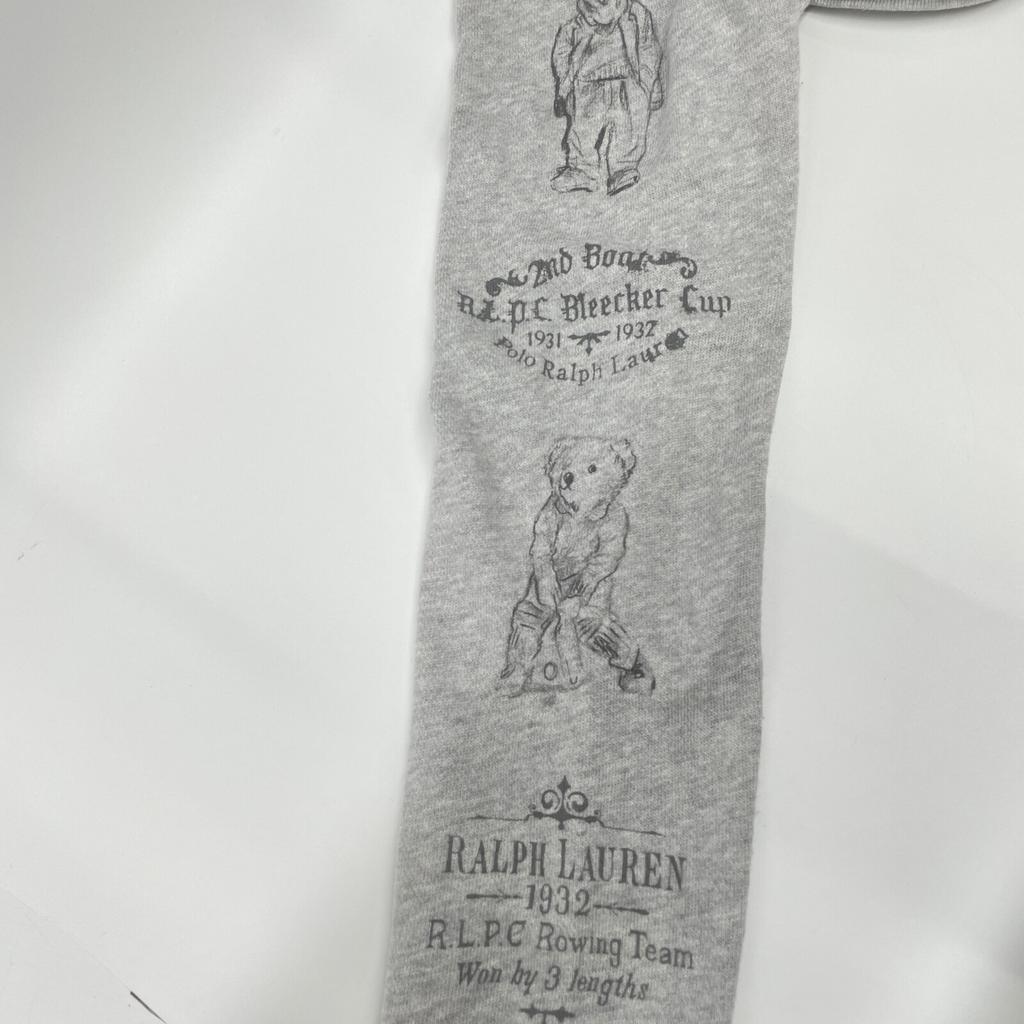 2nd Boat
R.L.P.C. Bleecker Cup
1931 1932
Polo Ralph Lauren
RALPH LAUREN
1932
R.L.P.C Rowing Team
Won by 3 lengths